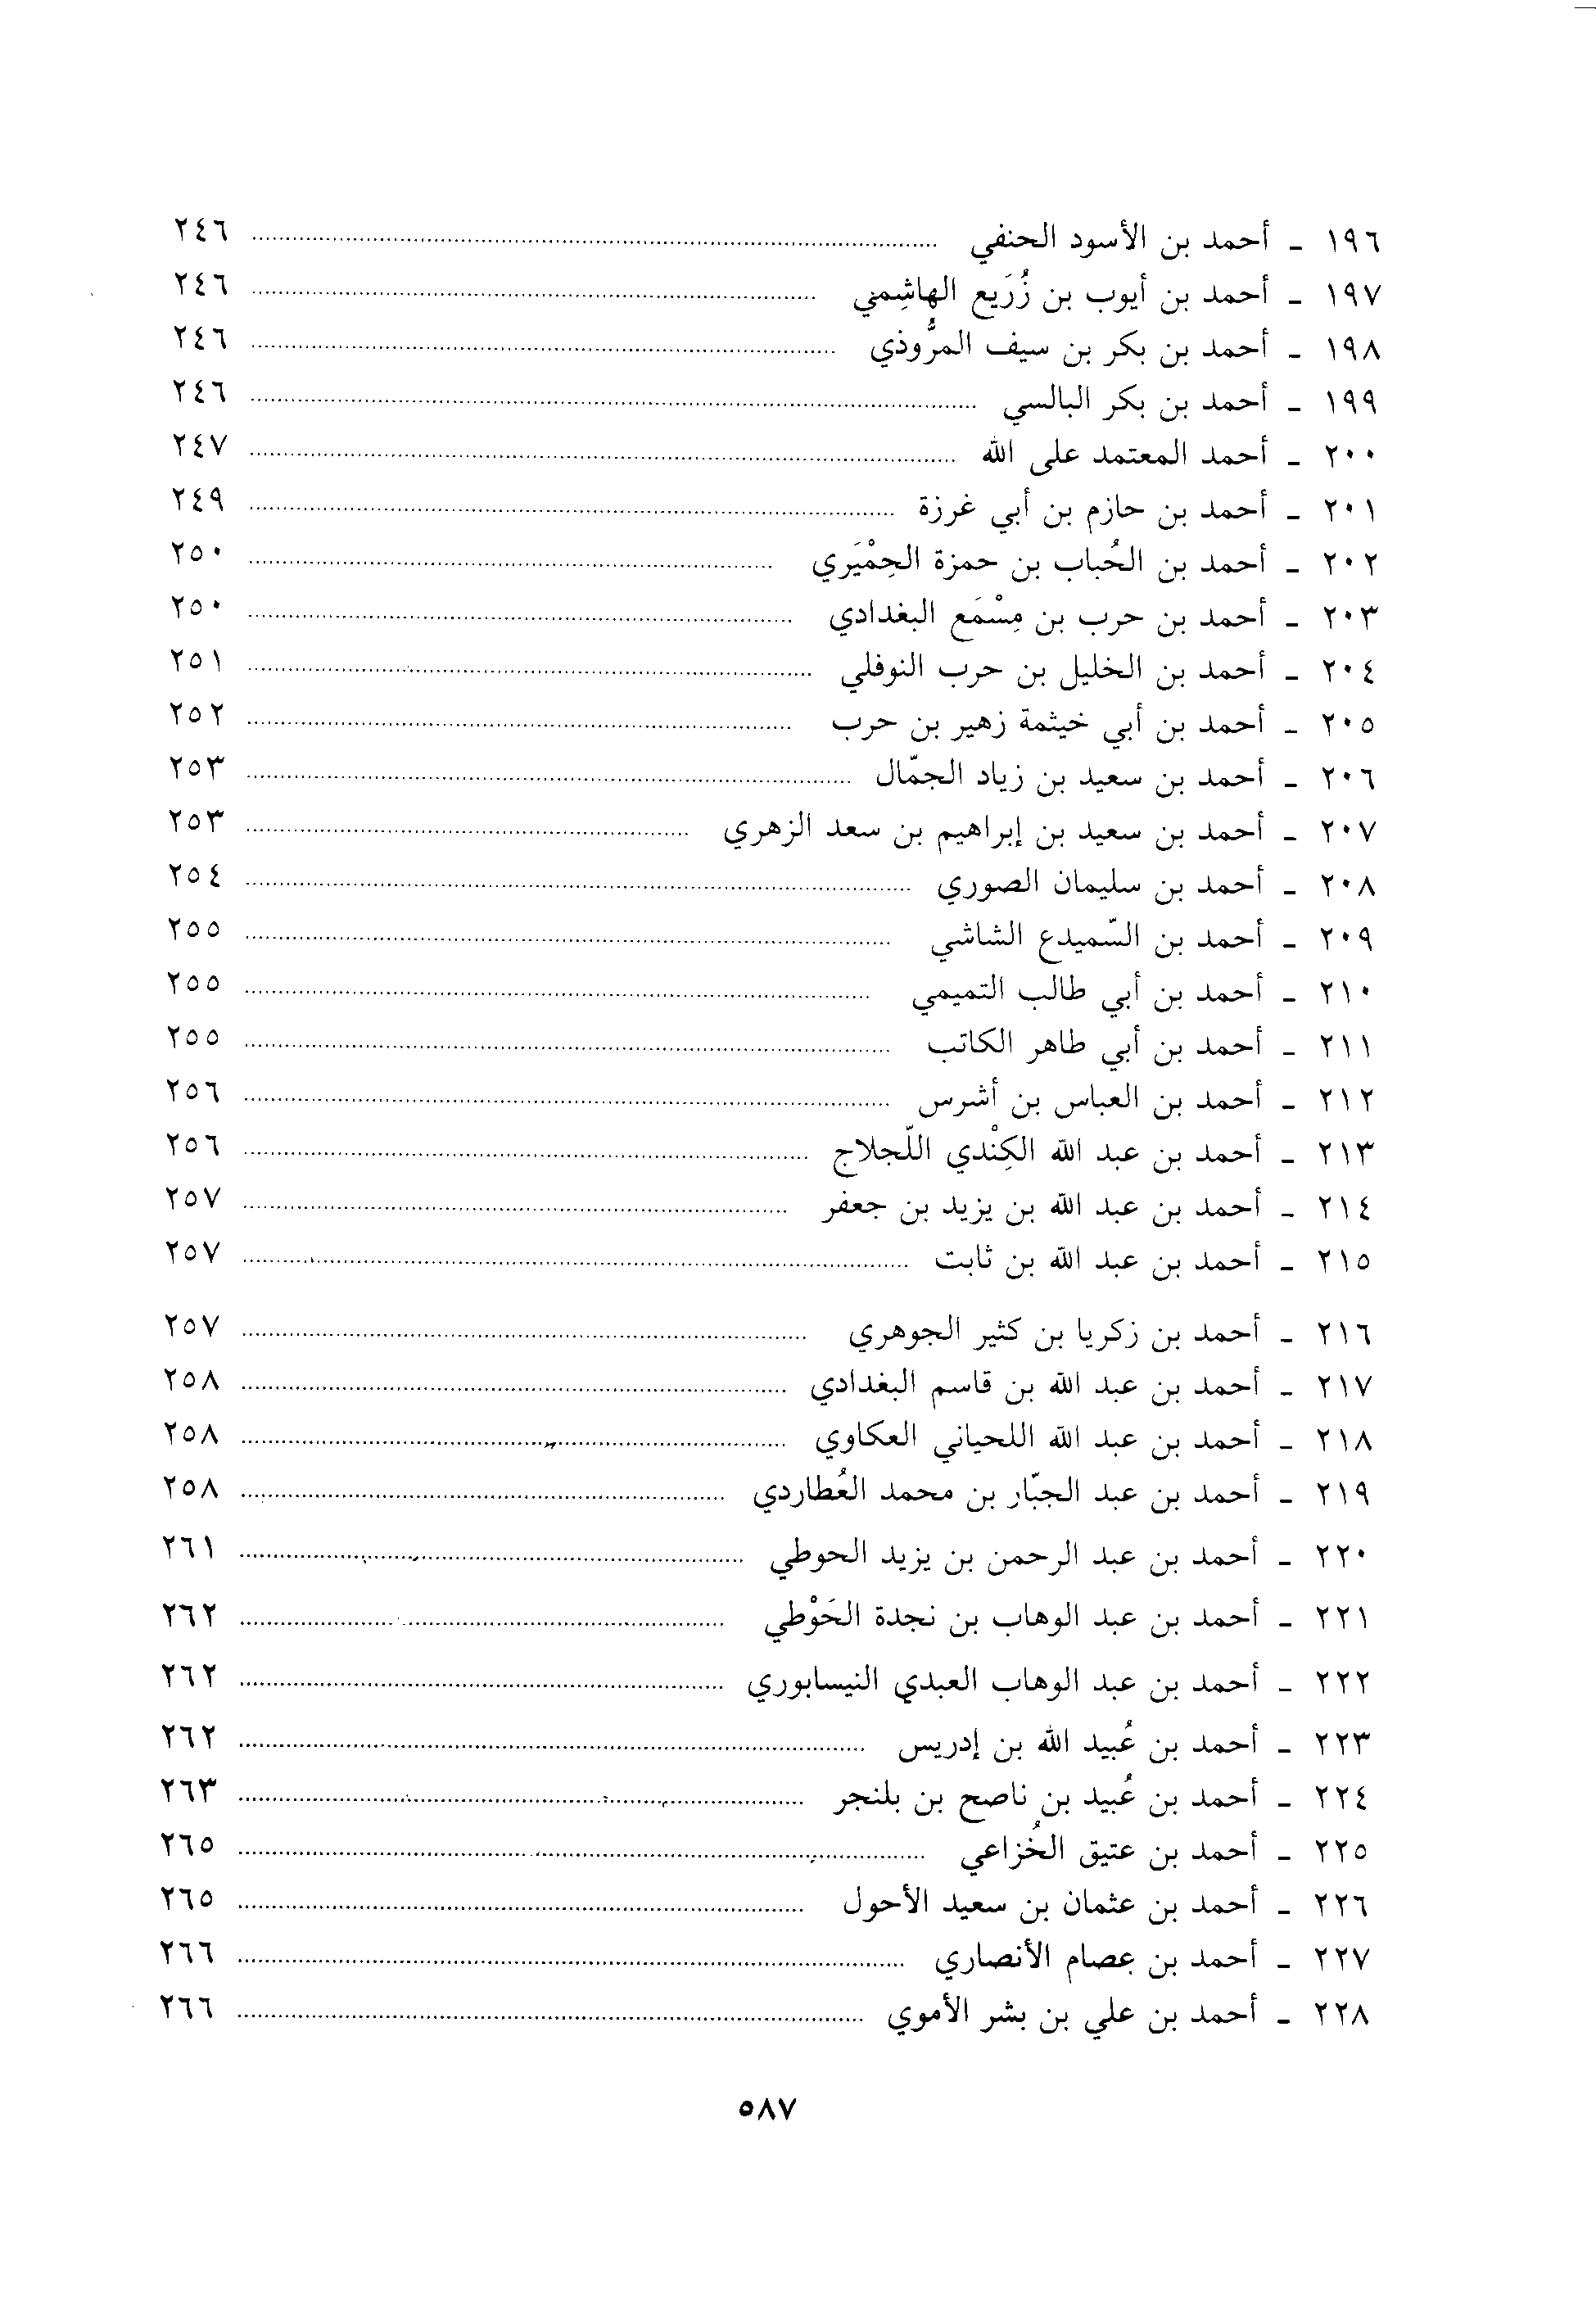 ١٩٦ ـ أحمد بن الأسود الحنفي ........ ٢٤٦
١٩٧ ـ أحمد بن أيوب بن زُرَيع الهاشِمي ........ ٢٤٦
١٩٨ ـ أحمد بن بكر بن سيف المرُّوذي ........ ٢٤٦
١٩٩ ـ أحمد بن بكر البالسي ........ ٢٤٦
٢٠٠ ـ أحمد المعتمد على الله ........ ٢٤٧
٢٠١ ـ أحمد بن حازم بن أبي غرزة ........ ٢٤٩
٢٠٢ ـ أحمد بن الحُباب بن حمزة الحِمْيَري ........ ٢٥٠
٢٠٣ ـ أحمد بن حرب بن مِسْمَع البغدادي ........ ٢٥٠
٢٠٤ ـ أحمد بن الخليل بن حرب النوفلي ........ ٢٥١
٢٠٥ ـ أحمد بن أبي خيثمة زهير بن حرب ........ ٢٥٢
٢٠٦ ـ أحمد بن سعيد بن زياد الجمّال ........ ٢٥٣
٢٠٧ ـ أحمد بن سعيد بن إبراهيم بن سعد الزهري ........ ٢٥٣
٢٠٨ ـ أحمد بن سليمان الصوري ........ ٢٥٤
٢٠٩ ـ أحمد بن السّميدع الشاشي ........ ٢٥٥
٢١٠ ـ أحمد بن أبي طالب التميمي ........ ٢٥٥
٢١١ ـ أحمد بن أبي طاهر الكاتب ........ ٢٥٥
٢١٢ ـ أحمد بن العباس بن أشرس ........ ٢٥٦
٢١٣ ـ أحمد بن عبد الله الكِنْدي اللّجلاج ........ ٢٥٦
٢١٤ ـ أحمد بن عبد الله بن يزيد بن جعفر ........ ٢٥٧
٢١٥ ـ أحمد بن عبد الله بن ثابت ........ ٢٥٧
٢١٦ ـ أحمد بن زكريا بن كثير الجوهري ........ ٢٥٧
٢١٧ ـ أحمد بن عبد الله بن قاسم البغدادي ........ ٢٥٨
٢١٨ ـ أحمد بن عبد الله اللحياني العكاوي ........ ٢٥٨
٢١٩ ـ أحمد بن عبد الجبّار بن محمد العُطاردي ........ ٢٥٨
٢٢٠ ـ أحمد بن عبد الرحمن بن يزيد الحوطي ........ ٢٦١
٢٢١ ـ أحمد بن عبد الوهاب بن نجدة الحَوْطي ........ ٢٦٢
٢٢٢ ـ أحمد بن عبد الوهاب العبدي النيسابوري ........ ٢٦٢
٢٢٣ ـ أحمد بن عُبيد الله بن إدريس ........ ٢٦٢
٢٢٤ ـ أحمد بن عُبيد بن ناصح بن بلنجر ........ ٢٦٣
٢٢٥ ـ أحمد بن عتيق الخُزاعي ........ ٢٦٥
٢٢٦ ـ أحمد بن عثمان بن سعيد الأحول ........ ٢٦٥
٢٢٧ ـ أحمد بن عصام الأنصاري ........ ٢٦٦
٢٢٨ ـ أحمد بن علي بن بشر الأموي ........ ٢٦٦
٥٨٧